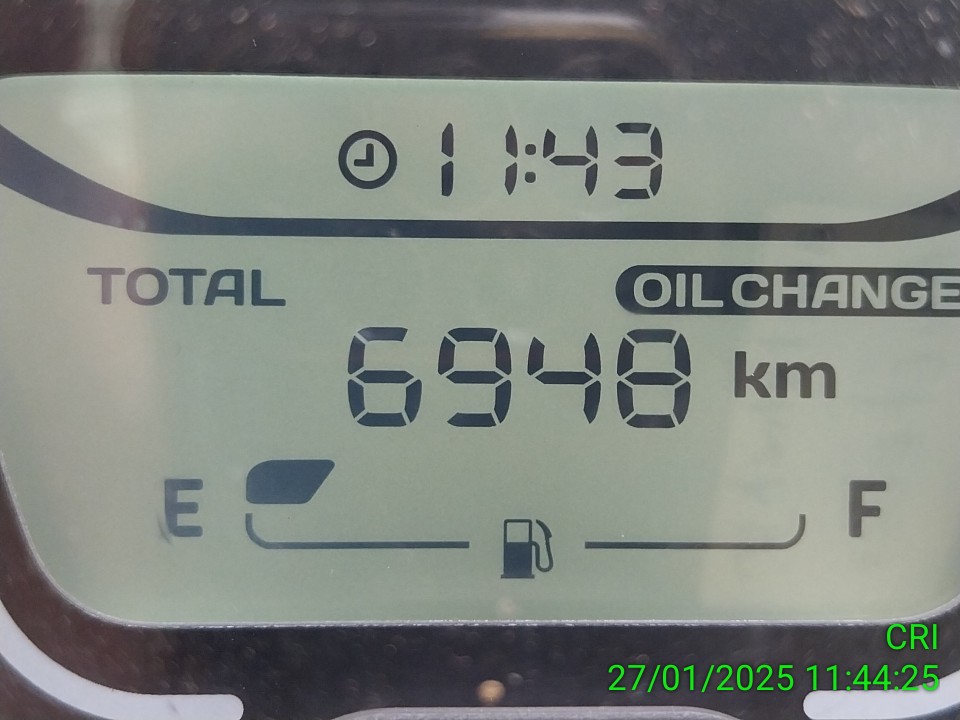 11:43
TOTAL OIL CHANGE
6948 km
E F
CRI
27/01/2025 11:44:25